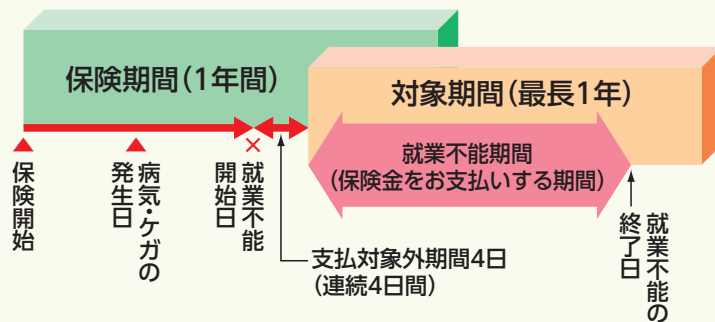 保険期間（1年間）
対象期間（最長1年）
就業不能期間
（保険金をお支払いする期間）
保険開始
病気・ケガの
発生日
就業不能
開始日
支払対象外期間4日
（連続4日間）
就業不能の
終了日